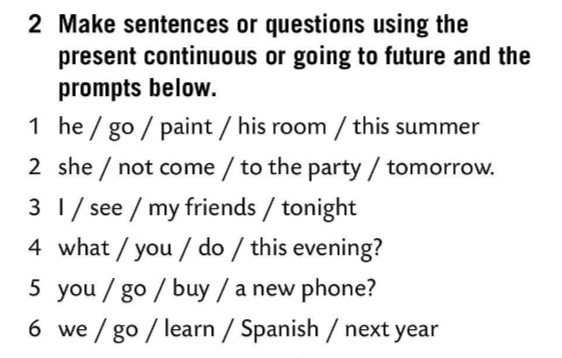 2 Make sentences or questions using the
present continuous or going to future and the
prompts below.
1 he / go / paint / his room / this summer
2 she / not come / to the party / tomorrow.
3 I / see / my friends / tonight
4 what / you / do / this evening?
5 you / go / buy / a new phone?
6 we / go / learn / Spanish / next year